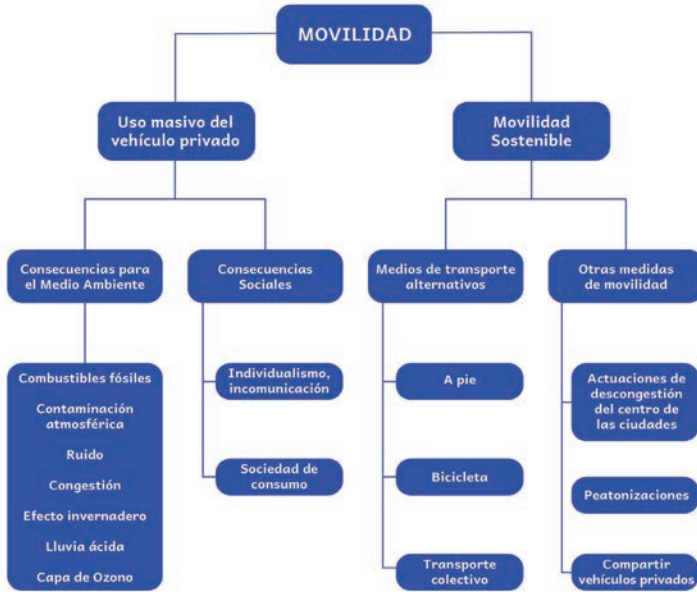 MOVILIDAD
Uso masivo del
vehículo privado
Movilidad
Sostenible
Consecuencias para
el Medio Ambiente
Consecuencias
Sociales
Medios de transporte
alternativos
Otras medidas
de movilidad
Combustibles fósiles
Contaminación
atmosférica
Ruido
Congestión
Efecto invernadero
Lluvia ácida
Capa de Ozono
Individualismo,
incomunicación
Sociedad de
consumo
A pie
Bicicleta
Transporte
colectivo
Actuaciones de
descongestión
del centro de
las ciudades
Peatonizaciones
Compartir
vehículos privados